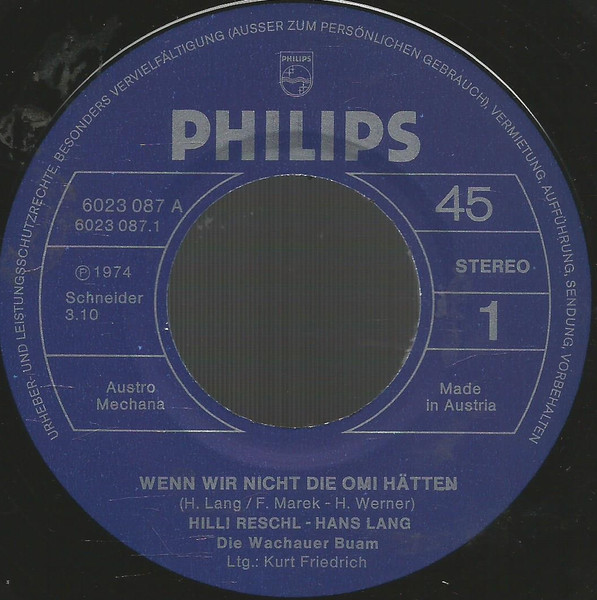 URHEBER- UND LEISTUNGSSCHUTZRECHTE, BESONDERS VERVIELFÄLTIGUNG (AUSSER ZUM PERSÖNLICHEN GEBRAUCH), VERMIETUNG, AUFFÜHRUNG, SENDUNG, VORBEHALTEN
PHILIPS
PHILIPS
6023 087 A
6023 087.1
45
STEREO
Ⓟ 1974
Schneider
3.10
1
Austro
Mechana
Made
in Austria
WENN WIR NICHT DIE OMI HÄTTEN
(H. Lang / F. Marek - H. Werner)
HILLI RESCHL - HANS LANG
Die Wachauer Buam
Ltg.: Kurt Friedrich